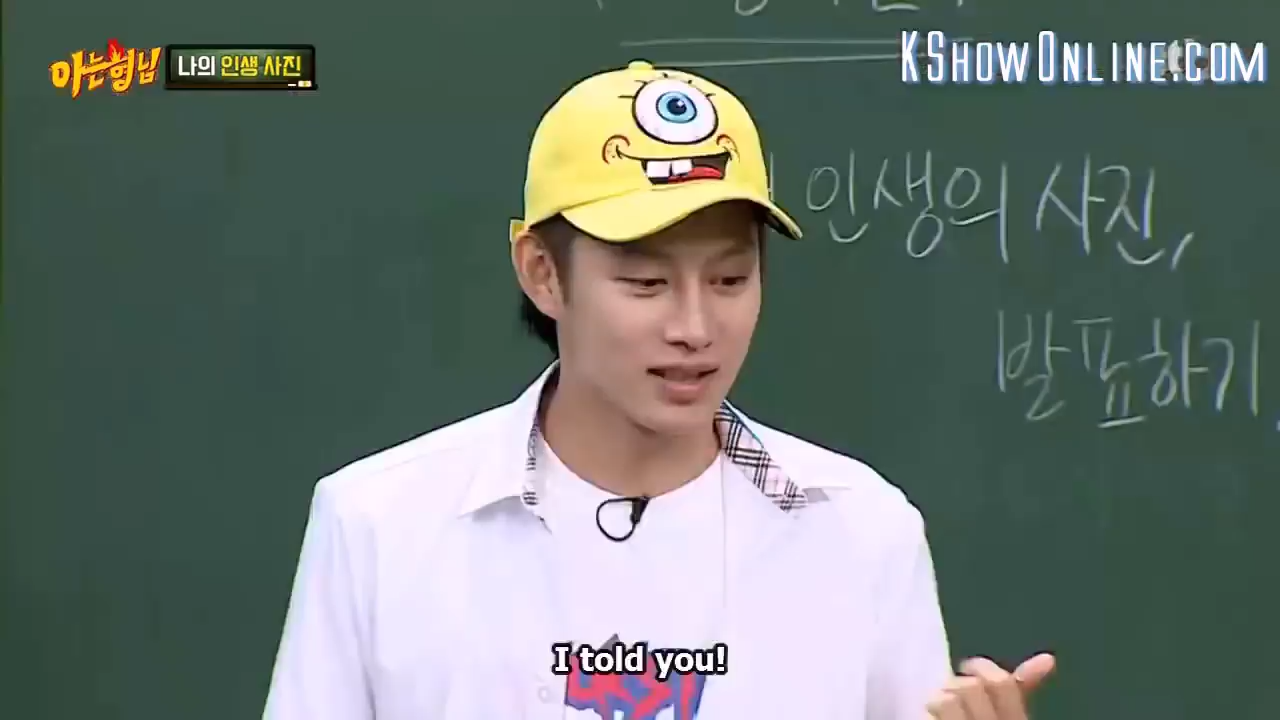 아는형님
나의 인생 사진
KShowOnline.com
인생의 사진,
발표하기
I told you!